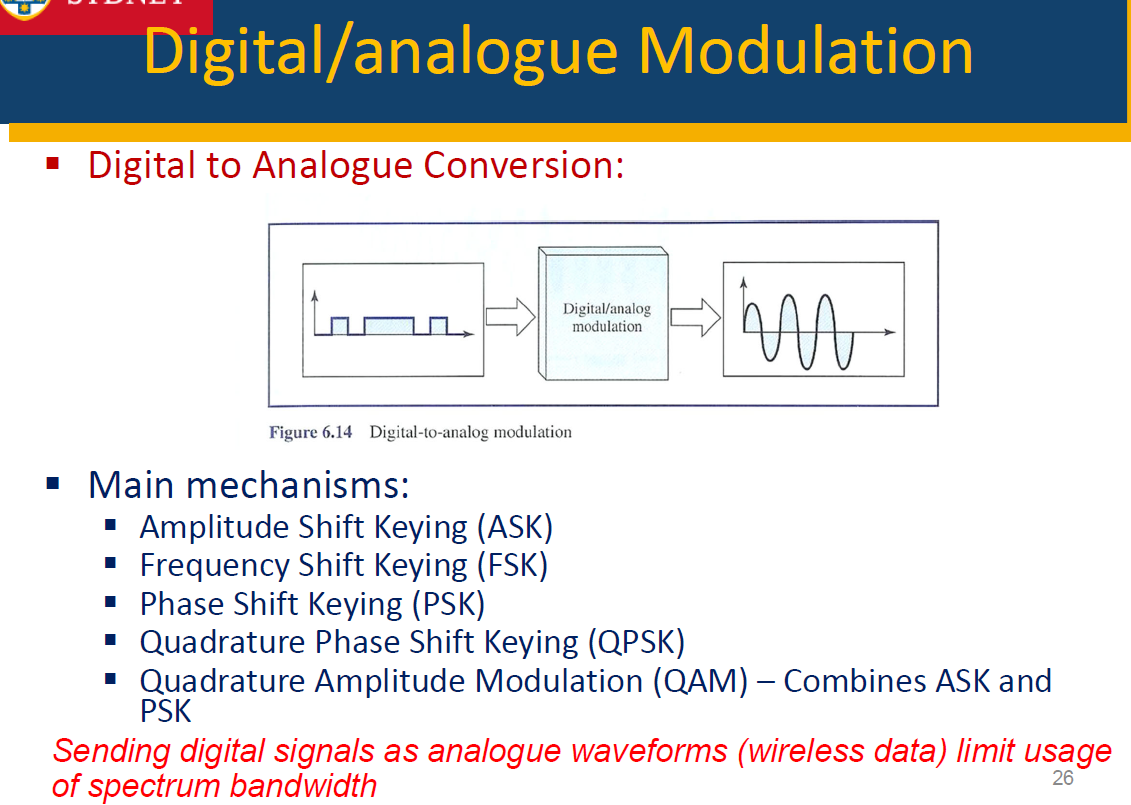 SYDNEY
Digital/analogue Modulation
▪ Digital to Analogue Conversion:
Digital/analog
modulation
Figure 6.14 Digital-to-analog modulation
▪ Main mechanisms:
▪ Amplitude Shift Keying (ASK)
▪ Frequency Shift Keying (FSK)
▪ Phase Shift Keying (PSK)
▪ Quadrature Phase Shift Keying (QPSK)
▪ Quadrature Amplitude Modulation (QAM) – Combines ASK and
PSK
Sending digital signals as analogue waveforms (wireless data) limit usage
of spectrum bandwidth
26